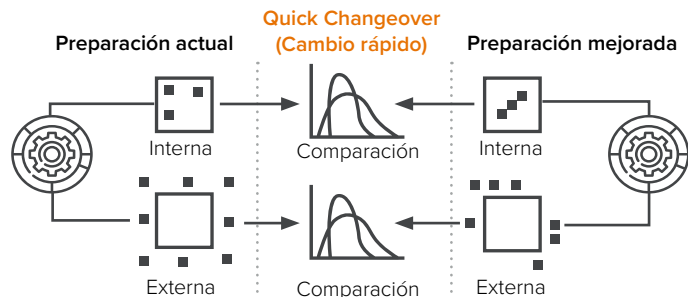 Quick Changeover
(Cambio rápido)
Preparación actual
Preparación mejorada
Interna
Comparación
Interna
Externa
Comparación
Externa